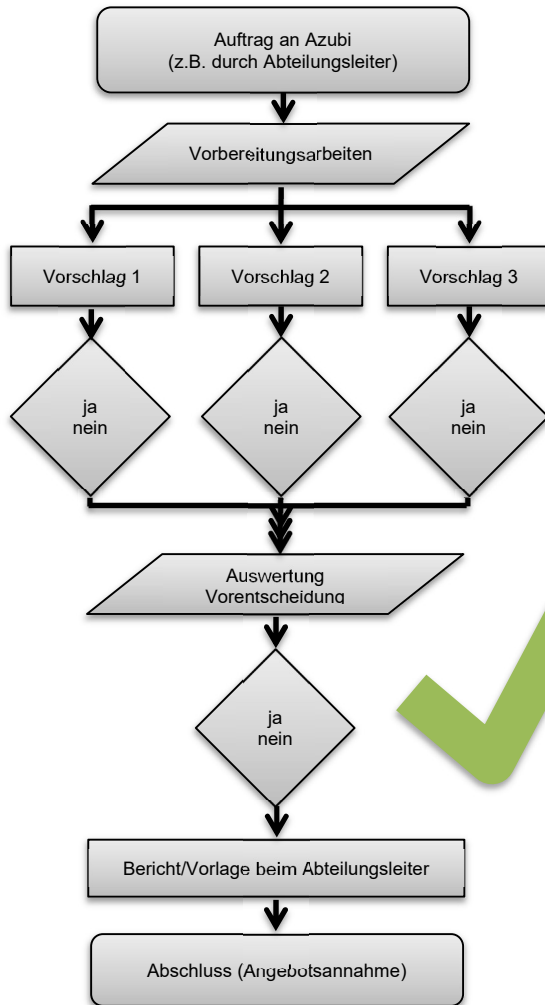 Auftrag an Azubi
(z.B. durch Abteilungsleiter)
Vorbereitungsarbeiten
Vorschlag 1
Vorschlag 2
Vorschlag 3
ja
nein
ja
nein
ja
nein
Auswertung
Vorentscheidung
ja
nein
Bericht/Vorlage beim Abteilungsleiter
Abschluss (Angebotsannahme)